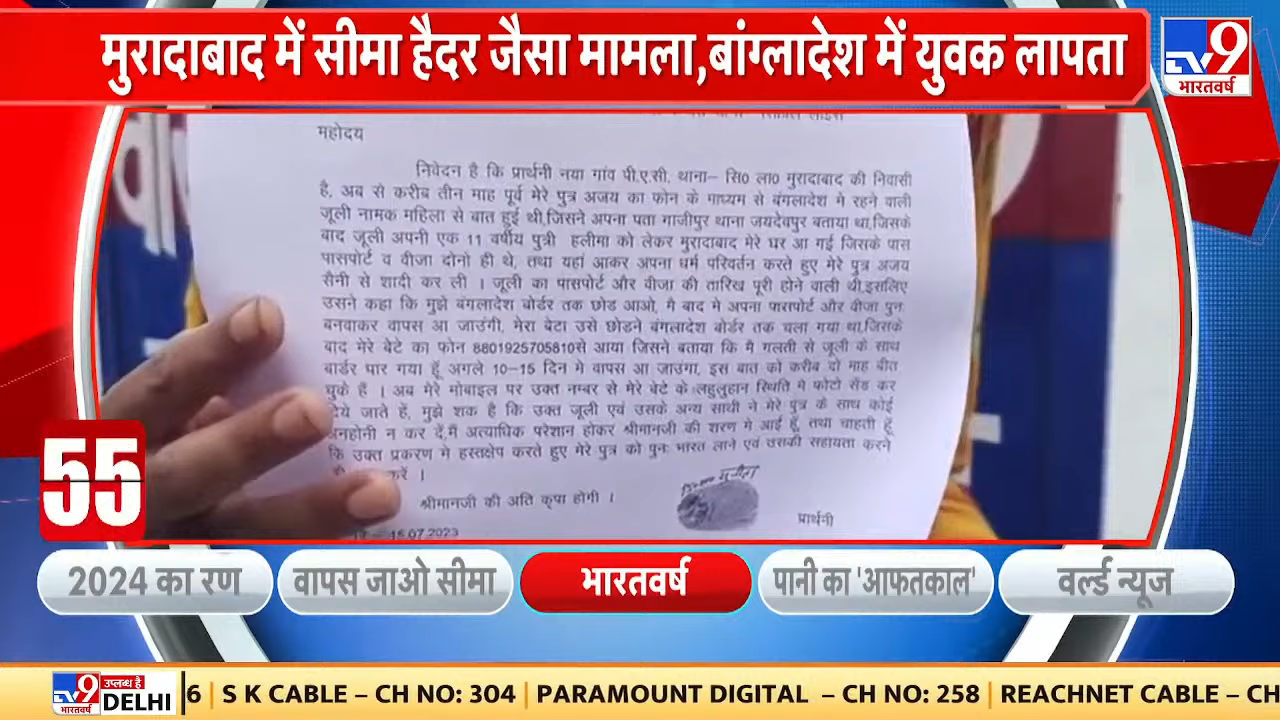 मुरादाबाद में सीमा हैदर जैसा मामला,बांग्लादेश में युवक लापता
TV9
भारतवर्ष
महोदय
निवेदन है कि प्रार्थनी नया गांव पी.ए.सी, थाना– सि0 ला0 मुरादाबाद की निवासी
है, अब से करीब तीन माह पूर्व मेरे पुत्र अजय का फोन के माध्यम से बंगलादेश मे रहने वाली
जूली नामक महिला से बात हुई थी,जिसने अपना पता गाजीपुर थाना जयदेवपुर बताया था,जिसके
बाद जूली अपनी एक 11 वर्षीय पुत्री हलीमा को लेकर मुरादाबाद मेरे घर आ गई जिसके पास
पासपोर्ट व वीजा दोनो ही थे, तथा यहां आकर अपना धर्म परिवर्तन करते हुए मेरे पुत्र अजय
सैनी से शादी कर ली । जूली का पासपोर्ट और वीजा की तारिख पूरी होने वाली थी,इसलिए
उसने कहा कि मुझे बंगलादेश बोर्डर तक छोड आओ, मै बाद मे अपना पासपोर्ट और वीजा पुनः
बनवाकर वापस आ जाउंगी, मेरा बेटा उसे छोडने बंगलादेश बोर्डर तक चला गया था,जिसके
बाद मेरे बेटे का फोन 8801925705810से आया जिसने बताया कि मै गलती से जूली के साथ
बार्डर पार गया हूँ अगले 10–15 दिन मे वापस आ जाउंगा, इस बात को करीब दो माह बीत
चुके हैं । अब मेरे मोबाइल पर उक्त नम्बर से मेरे बेटे के लहुलुहान स्थिति मे फोटो सैंड कर
दिये जाते हें, मुझे शक है कि उक्त जूली एवं उसके अन्य साथी ने मेरे पुत्र के साथ कोई
अनहोनी न कर दें,मैं अत्याधिक परेशान होकर श्रीमानजी की शरण मे आई हूँ, तथा चाहती हूँ
कि उक्त प्रकरण मे हस्तक्षेप करते हुए मेरे पुत्र को पुनः भारत लाने एवं उसकी सहायता करने
करें ।
श्रीमानजी की अति कृपा होगी ।
प्रार्थनी
15.07.2023
55
2024 का रण
वापस जाओ सीमा
भारतवर्ष
पानी का 'आफतकाल'
वर्ल्ड न्यूज
TV9
भारतवर्ष
उपलब्ध है
DELHI
6 | S K CABLE – CH NO: 304 | PARAMOUNT DIGITAL – CH NO: 258 | REACHNET CABLE – CH